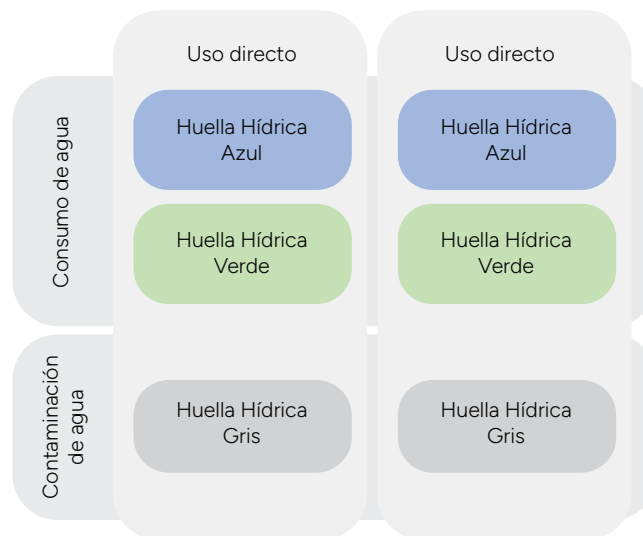 Uso directo
Uso directo
Consumo de agua
Huella Hídrica
Azul
Huella Hídrica
Azul
Huella Hídrica
Verde
Huella Hídrica
Verde
Contaminación
de agua
Huella Hídrica
Gris
Huella Hídrica
Gris